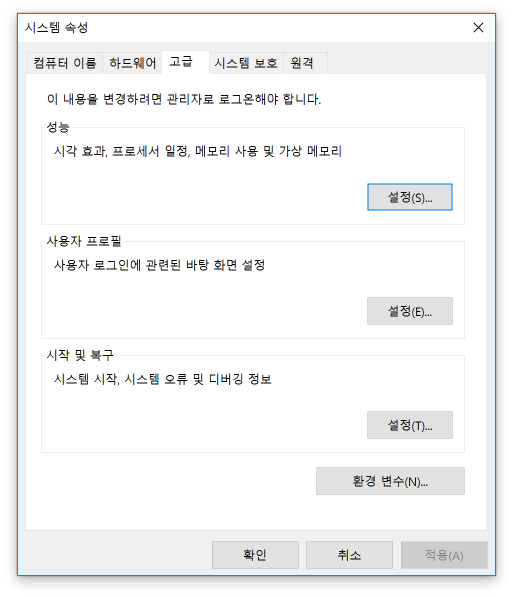 시스템 속성
컴퓨터 이름 하드웨어 고급 시스템 보호 원격
이 내용을 변경하려면 관리자로 로그온해야 합니다.
성능
시각 효과, 프로세서 일정, 메모리 사용 및 가상 메모리
설정(S)...
사용자 프로필
사용자 로그인에 관련된 바탕 화면 설정
설정(E)...
시작 및 복구
시스템 시작, 시스템 오류 및 디버깅 정보
설정(T)...
환경 변수(N)...
확인 취소 적용(A)